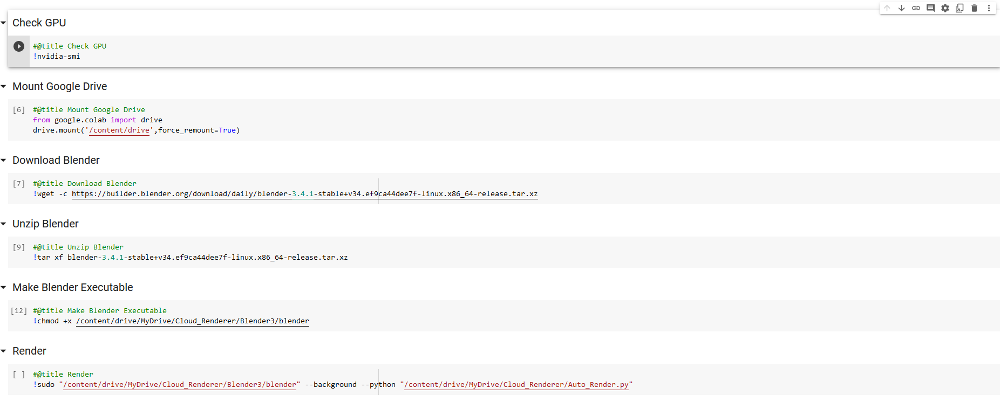 Check GPU
#@title Check GPU
!nvidia-smi
Mount Google Drive
[6] #@title Mount Google Drive
from google.colab import drive
drive.mount('/content/drive',force_remount=True)
Download Blender
[7] #@title Download Blender
!wget -c https://builder.blender.org/download/daily/blender-3.4.1-stable+v34.ef9ca44dee7f-linux.x86_64-release.tar.xz
Unzip Blender
[9] #@title Unzip Blender
!tar xf blender-3.4.1-stable+v34.ef9ca44dee7f-linux.x86_64-release.tar.xz
Make Blender Executable
[12] #@title Make Blender Executable
!chmod +x /content/drive/MyDrive/Cloud_Renderer/Blender3/blender
Render
[ ] #@title Render
!sudo "/content/drive/MyDrive/Cloud_Renderer/Blender3/blender" --background --python "/content/drive/MyDrive/Cloud_Renderer/Auto_Render.py"